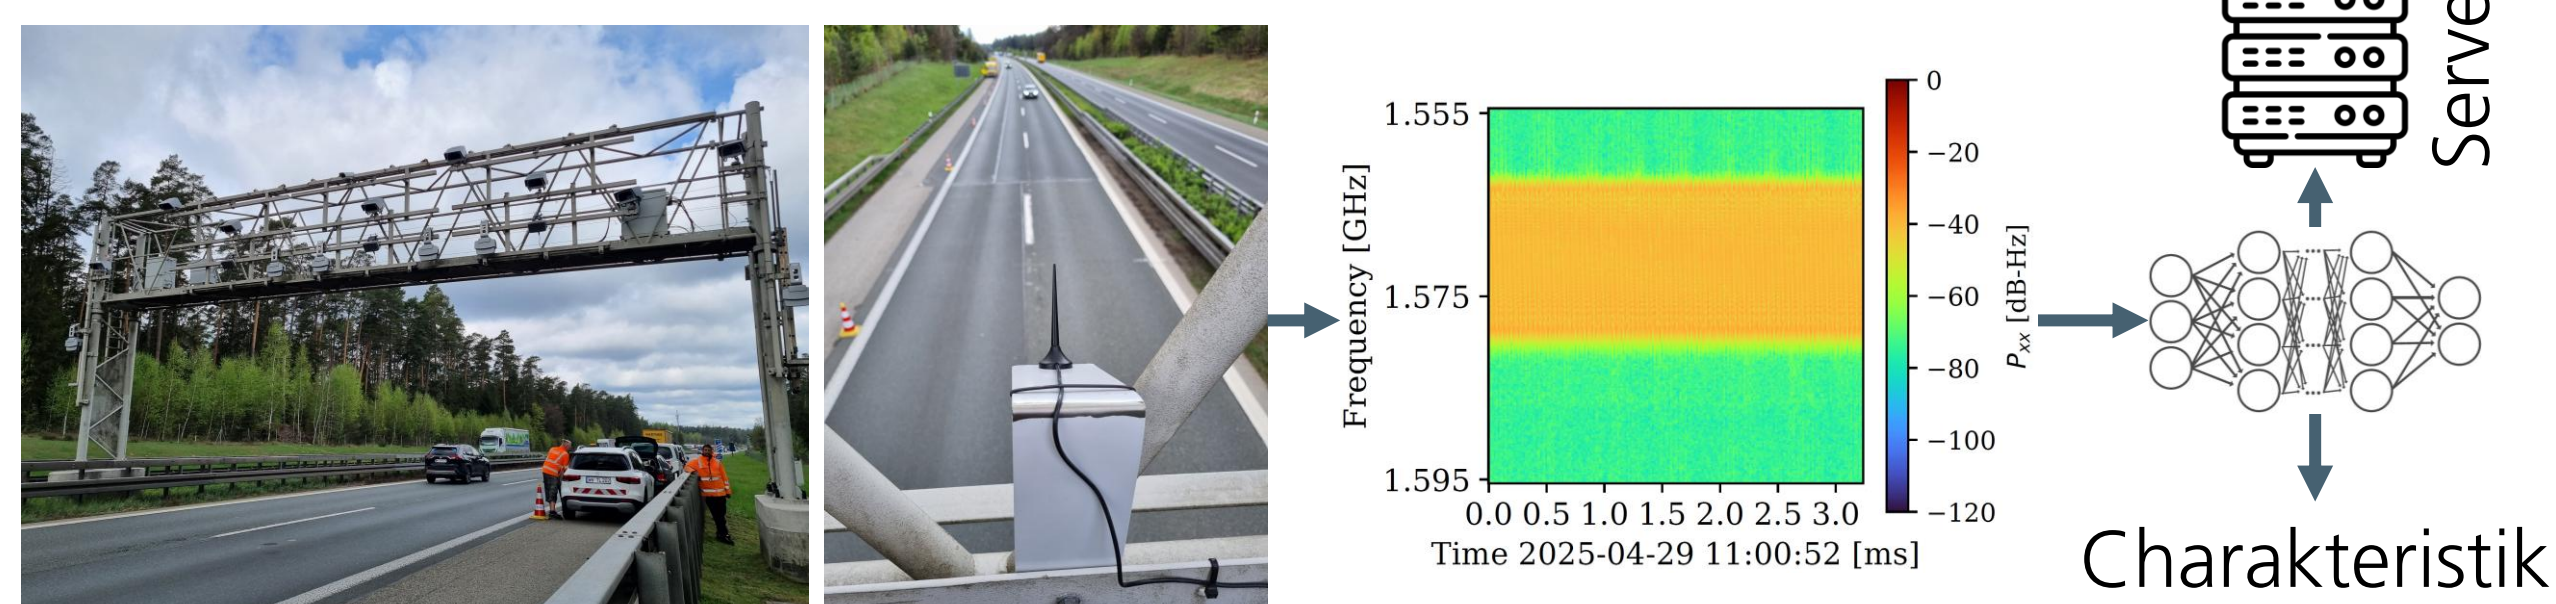 Serve
1.555
1.575
1.595
Frequency [GHz]
0.0 0.5 1.0 1.5 2.0 2.5 3.0
Time 2025-04-29 11:00:52 [ms]
0
−20
−40
−60
−80
−100
−120
Pxx [dB-Hz]
Charakteristik